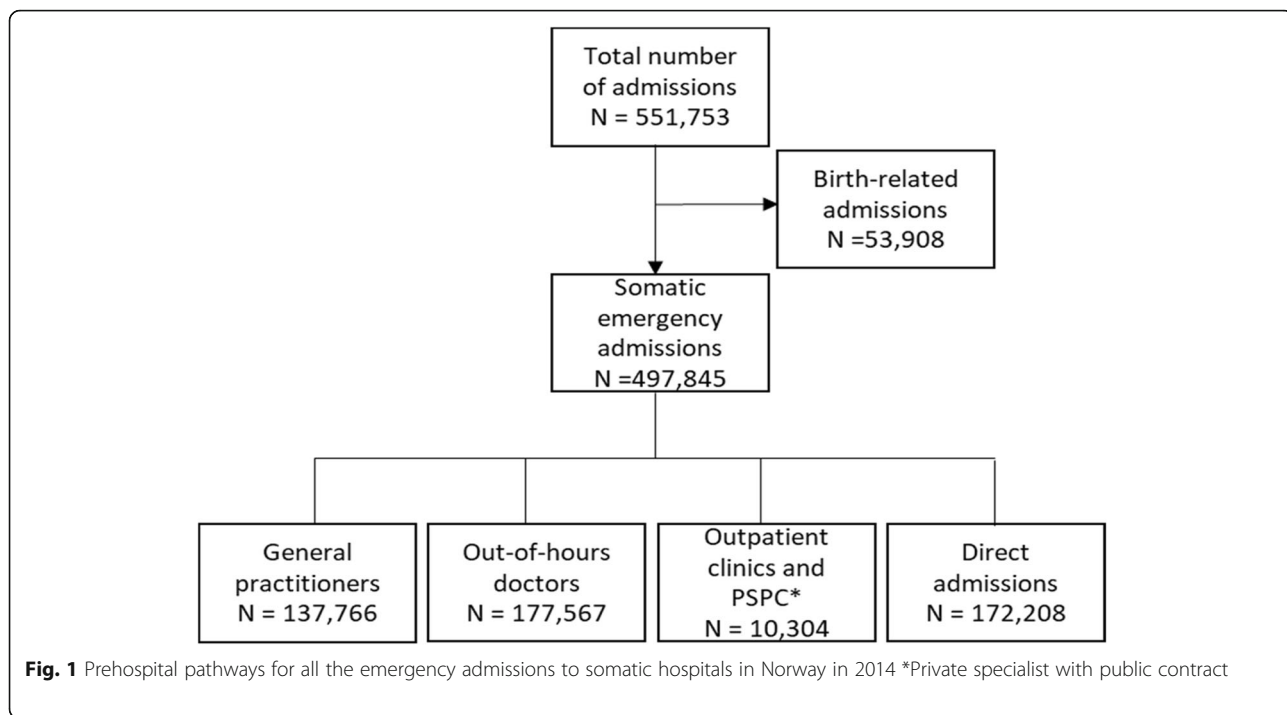 Total number
of admissions
N = 551,753
Birth-related
admissions
N =53,908
Somatic
emergency
admissions
N =497,845
General
practitioners
N = 137,766
Out-of-hours
doctors
N = 177,567
Outpatient
clinics and
PSPC*
N = 10,304
Direct
admissions
N = 172,208
Fig. 1 Prehospital pathways for all the emergency admissions to somatic hospitals in Norway in 2014 *Private specialist with public contract